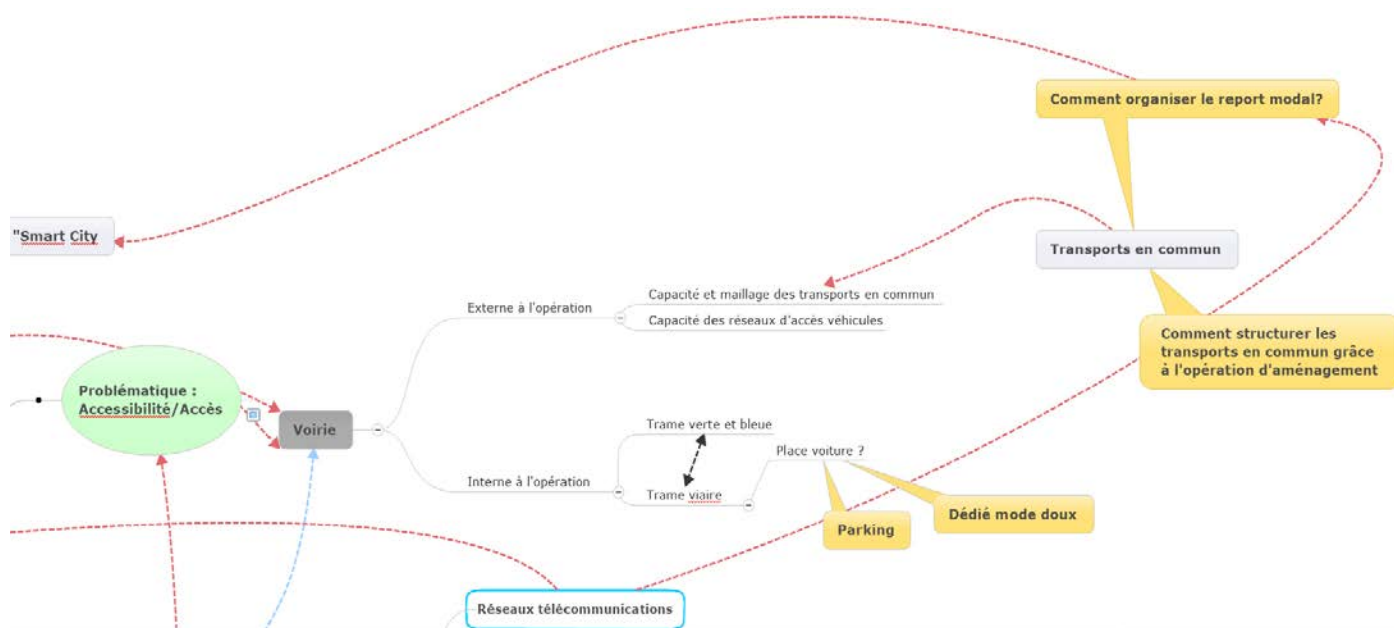 Comment organiser le report modal?
"Smart City
Transports en commun
Externe à l'opération
Capacité et maillage des transports en commun
Capacité des réseaux d'accès véhicules
Comment structurer les
transports en commun grâce
à l'opération d'aménagement
Problématique :
Accessibilité/Accès
Voirie
Trame verte et bleue
Place voiture ?
Interne à l'opération
Trame viaire
Dédié mode doux
Parking
Réseaux télécommunications